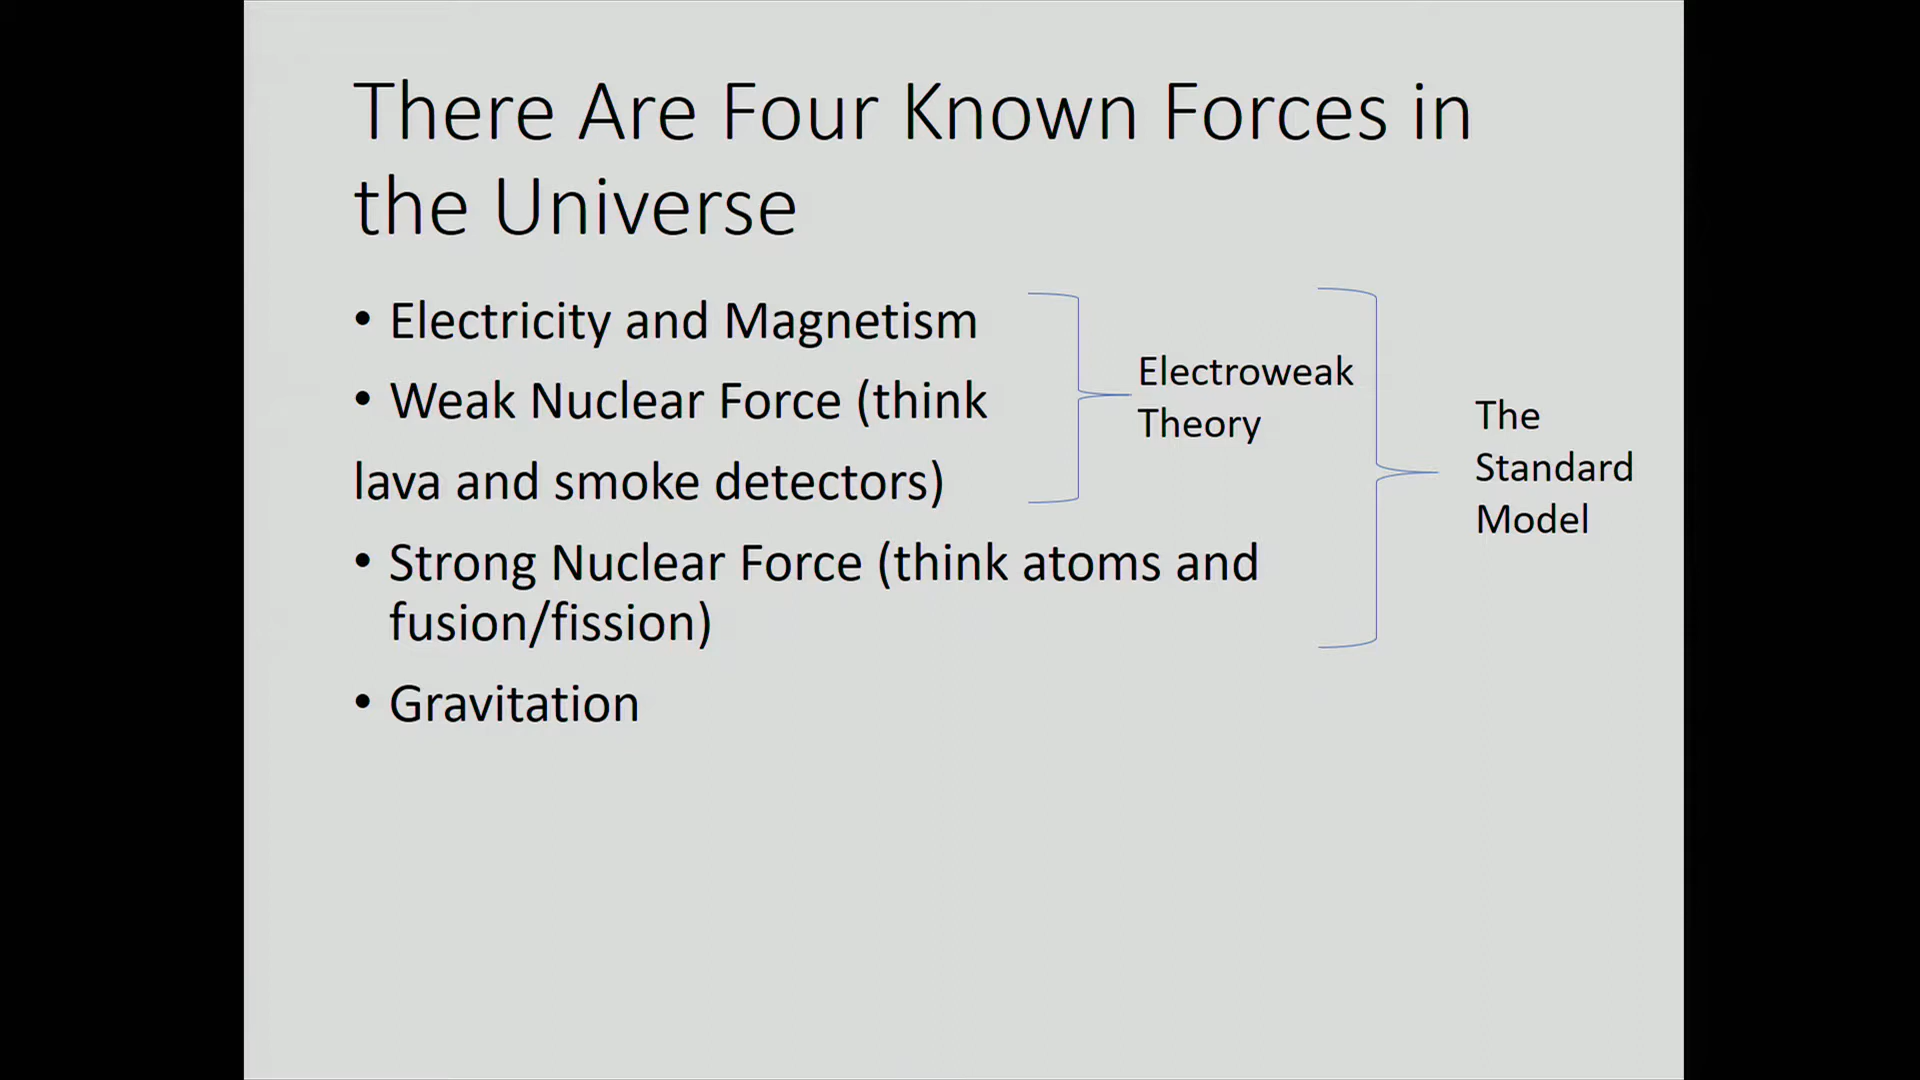 There Are Four Known Forces in
the Universe
• Electricity and Magnetism
• Weak Nuclear Force (think
lava and smoke detectors)
• Strong Nuclear Force (think atoms and
fusion/fission)
• Gravitation
Electroweak
Theory
The
Standard
Model